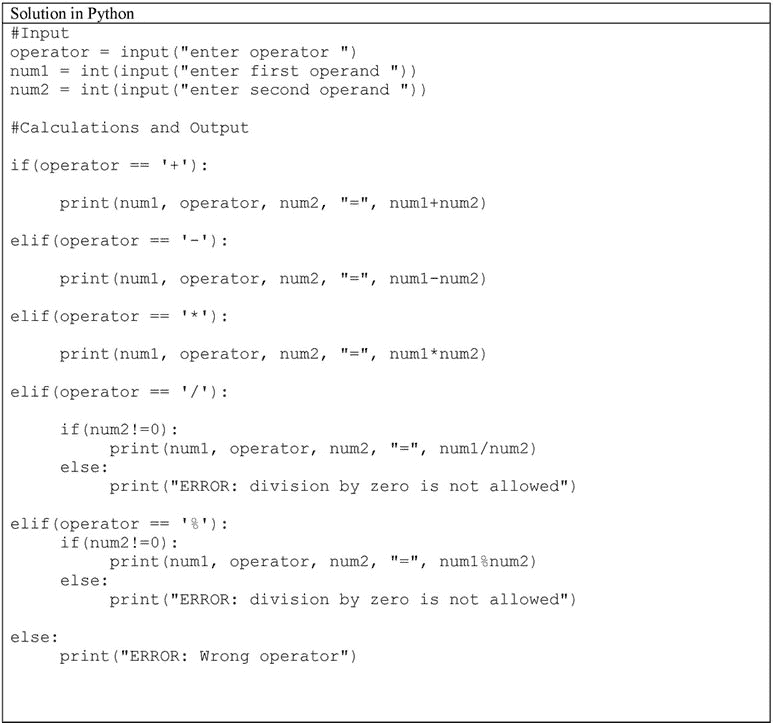 Solution in Python
#Input
operator = input("enter operator ")
num1 = int(input("enter first operand "))
num2 = int(input("enter second operand "))
#Calculations and Output
if(operator == '+'):
print(num1, operator, num2, "=", num1+num2)
elif(operator == '-'):
print(num1, operator, num2, "=", num1-num2)
elif(operator == '*'):
print(num1, operator, num2, "=", num1*num2)
elif(operator == '/'):
if(num2!=0):
print(num1, operator, num2, "=", num1/num2)
else:
print("ERROR: division by zero is not allowed")
elif(operator == '%'):
if(num2!=0):
print(num1, operator, num2, "=", num1%num2)
else:
print("ERROR: division by zero is not allowed")
else:
print("ERROR: Wrong operator")